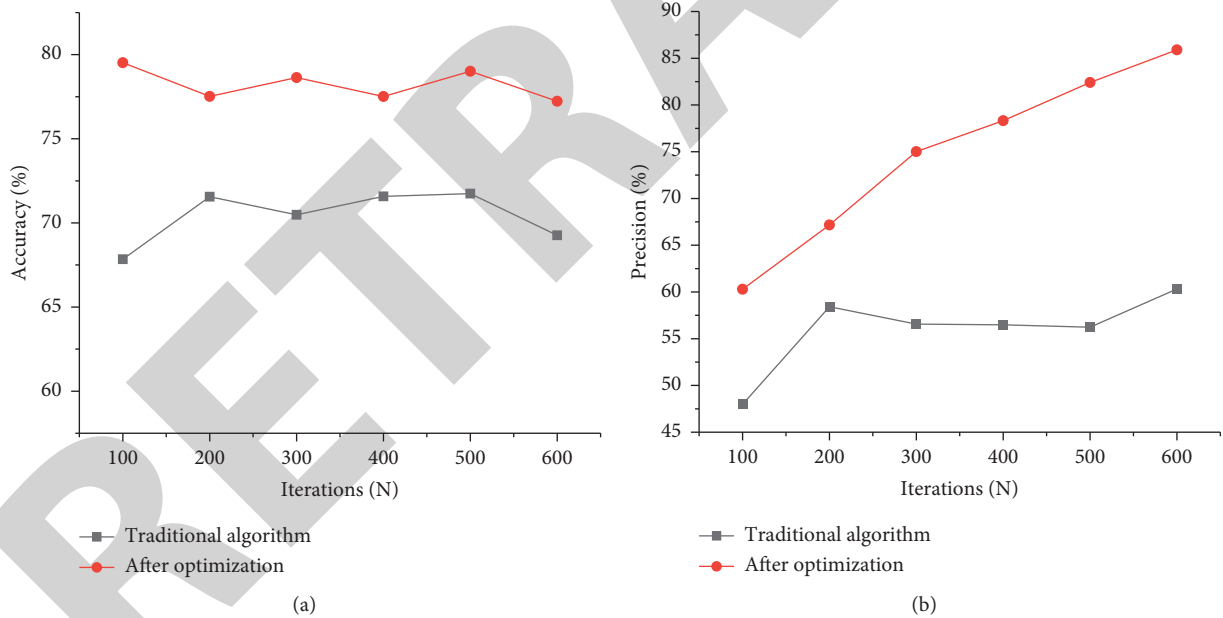 80
75
70
65
60
Accuracy (%)
100 200 300 400 500 600
Iterations (N)
Traditional algorithm
After optimization
(a)
90
85
80
75
70
65
60
55
50
45
Precision (%)
100 200 300 400 500 600
Iterations (N)
Traditional algorithm
After optimization
(b)
RETRA